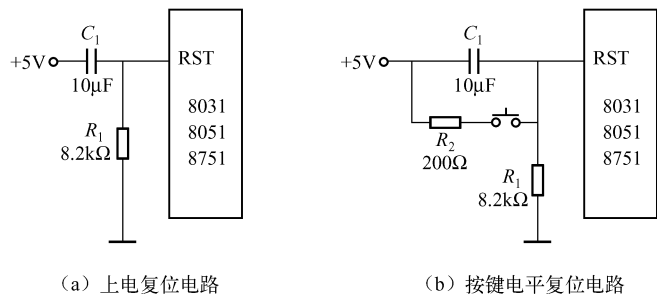 C₁
+5V
10μF
RST
R₁
8.2kΩ
8031
8051
8751
(a) 上电复位电路
C₁
+5V
10μF
RST
R₂
200Ω
R₁
8.2kΩ
8031
8051
8751
(b) 按键电平复位电路